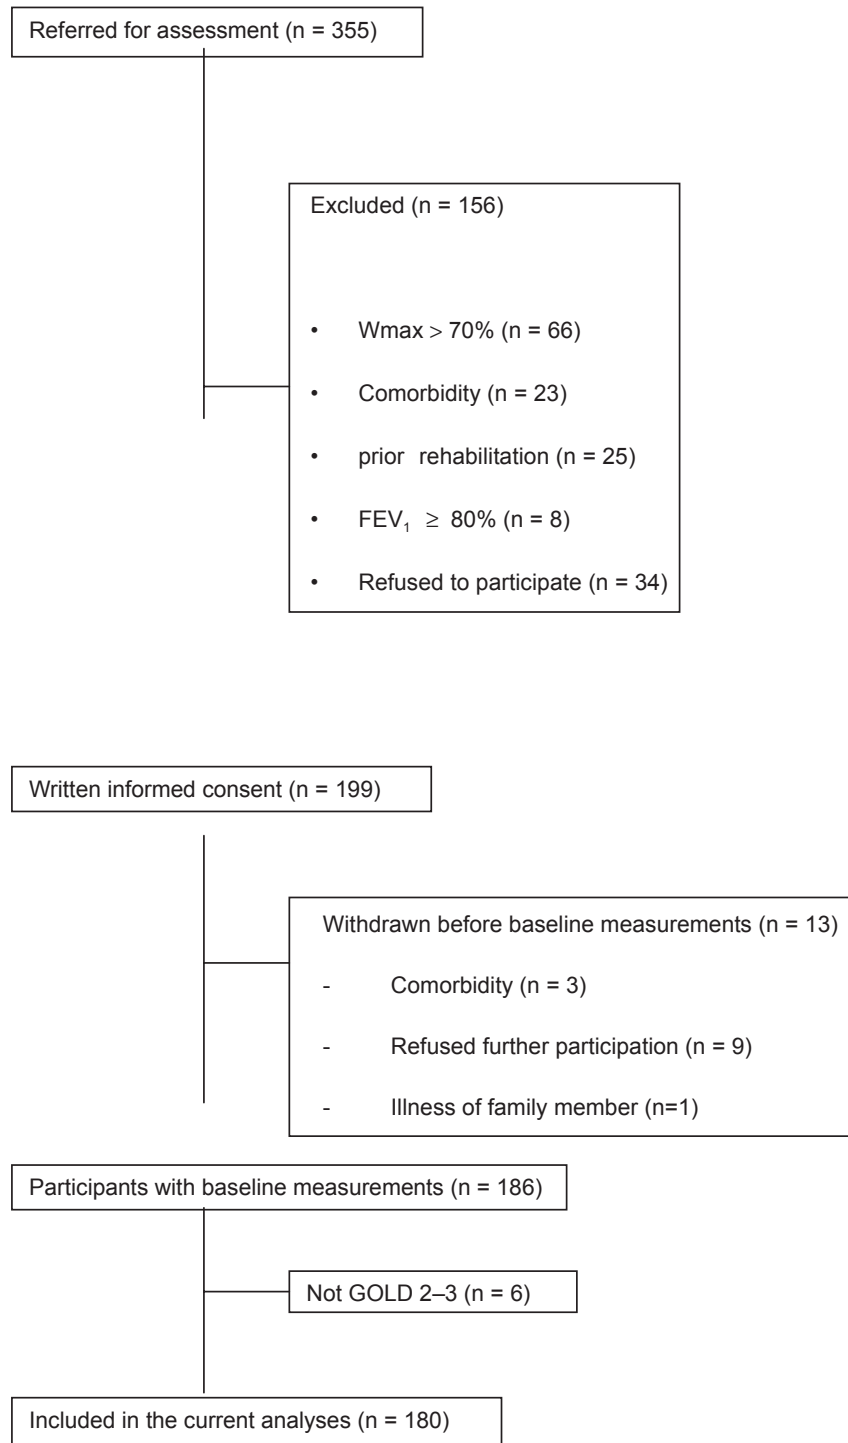 Referred for assessment (n = 355)
Excluded (n = 156)
• Wmax > 70% (n = 66)
• Comorbidity (n = 23)
• prior rehabilitation (n = 25)
• FEV₁ ≥ 80% (n = 8)
• Refused to participate (n = 34)
Written informed consent (n = 199)
Withdrawn before baseline measurements (n = 13)
- Comorbidity (n = 3)
- Refused further participation (n = 9)
- Illness of family member (n=1)
Participants with baseline measurements (n = 186)
Not GOLD 2–3 (n = 6)
Included in the current analyses (n = 180)